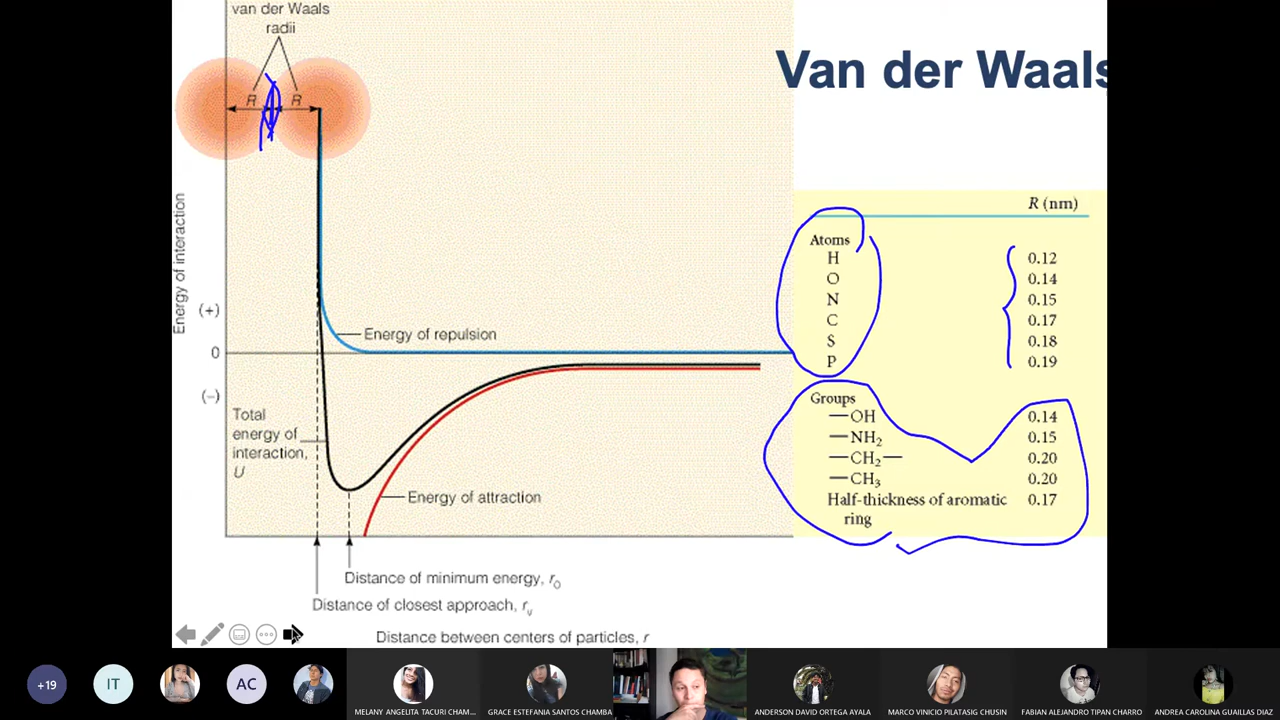 van der Waals
radii
R
R
Van der Waals
Energy of interaction
(+)
0
(–)
Energy of repulsion
Total
energy of
interaction,
U
Energy of attraction
Distance of minimum energy, r₀
Distance of closest approach, rᵥ
Distance between centers of particles, r
R (nm)
Atoms
H 0.12
O 0.14
N 0.15
C 0.17
S 0.18
P 0.19
Groups
—OH 0.14
—NH₂ 0.15
—CH₂— 0.20
—CH₃ 0.20
Half-thickness of aromatic 0.17
ring
+19
IT
AC
MELANY ANGELITA TACURI CHAM...
GRACE ESTEFANIA SANTOS CHAMBA
ANDERSON DAVID ORTEGA AYALA
MARCO VINICIO PILATASIG CHUSIN
FABIAN ALEJANDRO TIPAN CHARRO
ANDREA CAROLINA GUAILLAS DIAZ